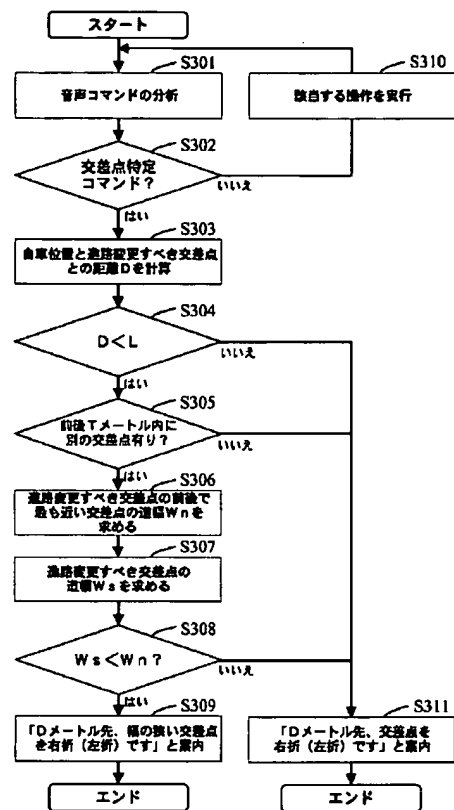 スタート
S301
音声コマンドの分析
S310
該当する操作を実行
S302
交差点特定
コマンド?
いいえ
はい
S303
自車位置と進路変更すべき交差点
との距離Dを計算
S304
D<L
いいえ
はい
S305
前後Tメートル内に
別の交差点有り?
いいえ
はい
S306
進路変更すべき交差点の前後で
最も近い交差点の道幅Wnを
求める
S307
進路変更すべき交差点の
道幅Wsを求める
S308
Ws<Wn?
いいえ
はい
S309
「Dメートル先、幅の狭い交差点
を右折(左折)です」と案内
S311
「Dメートル先、交差点を
右折(左折)です」と案内
エンド
エンド